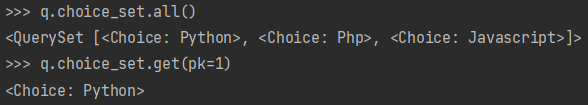 >>> q.choice_set.all()
<QuerySet [<Choice: Python>, <Choice: Php>, <Choice: Javascript>]>
>>> q.choice_set.get(pk=1)
<Choice: Python>